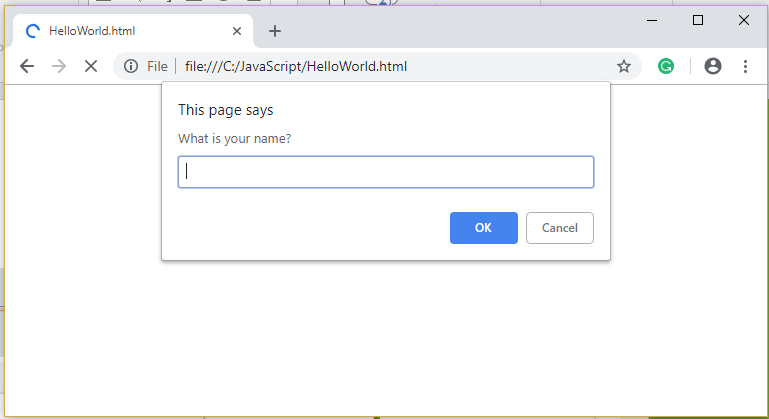 HelloWorld.html
File file:///C:/JavaScript/HelloWorld.html
This page says
What is your name?
OK Cancel